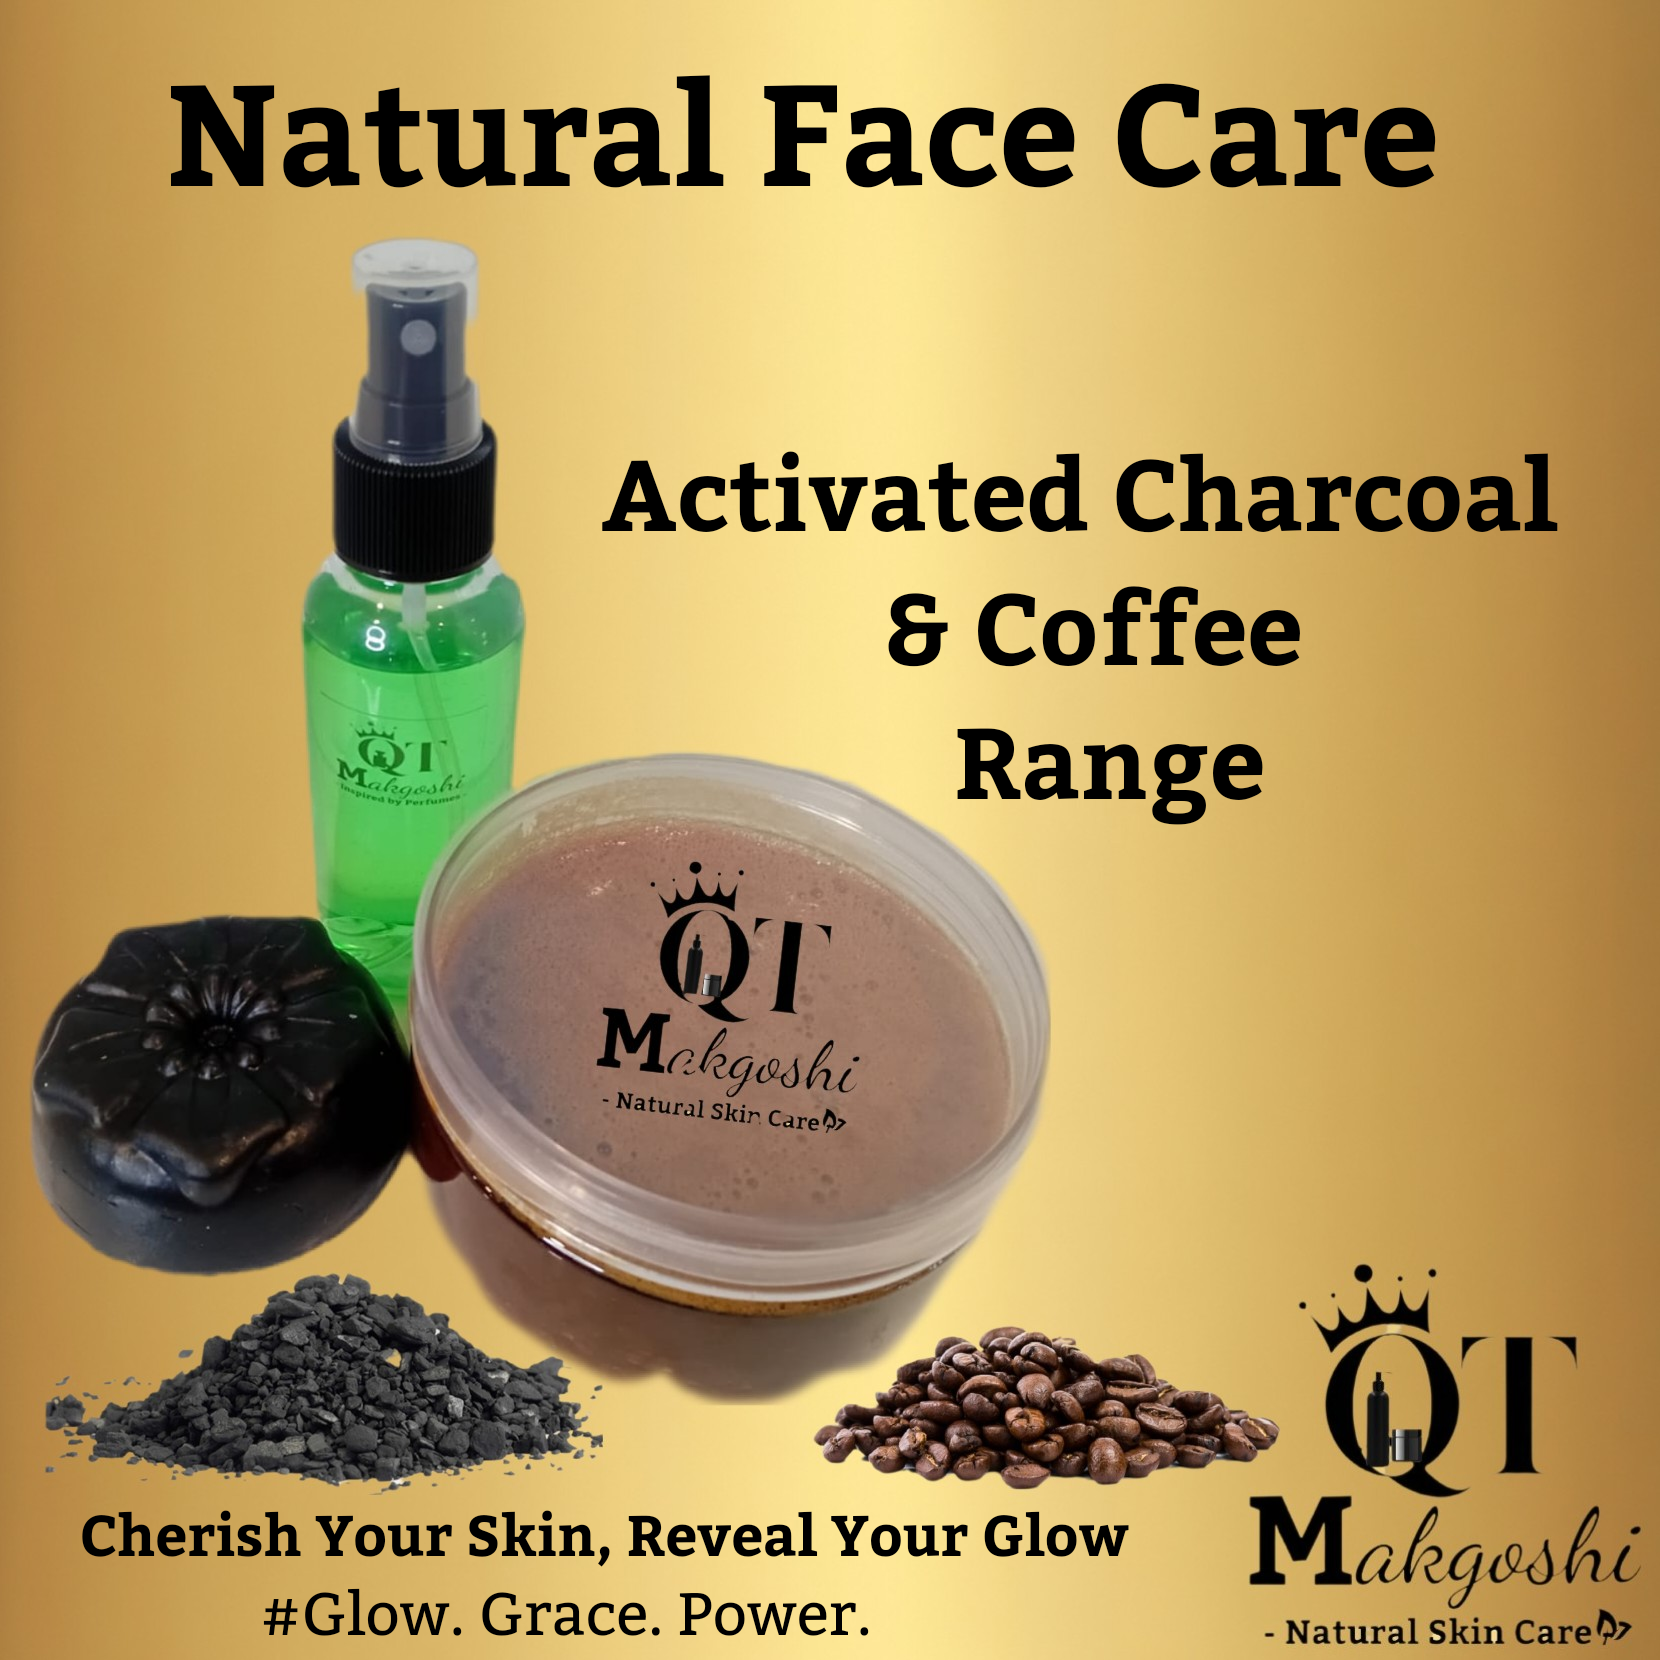 Natural Face Care
Activated Charcoal
& Coffee
Range
8
QT
Makgoshi
- Inspired by Perfumes -
QT
Makgoshi
- Natural Skin Care
Cherish Your Skin, Reveal Your Glow
#Glow. Grace. Power.
QT
Makgoshi
- Natural Skin Care